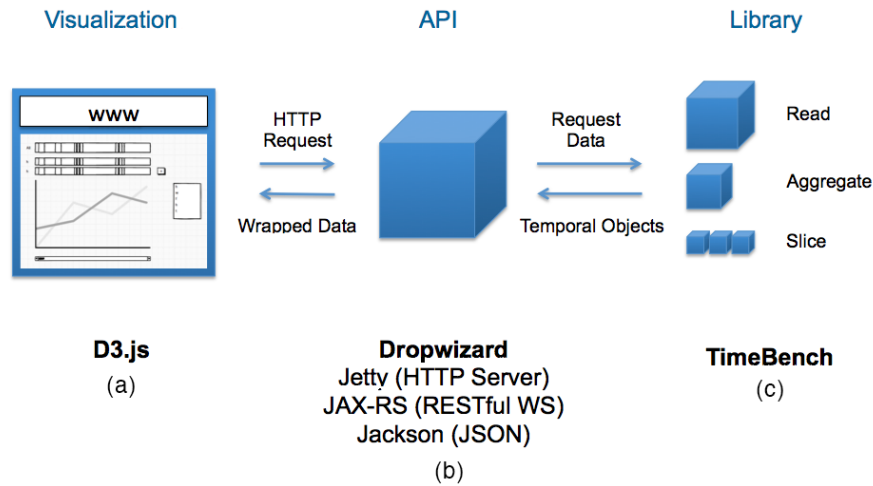 Visualization
API
Library
www
HTTP
Request
Wrapped Data
Request
Data
Temporal Objects
Read
Aggregate
Slice
D3.js
(a)
Dropwizard
Jetty (HTTP Server)
JAX-RS (RESTful WS)
Jackson (JSON)
(b)
TimeBench
(c)